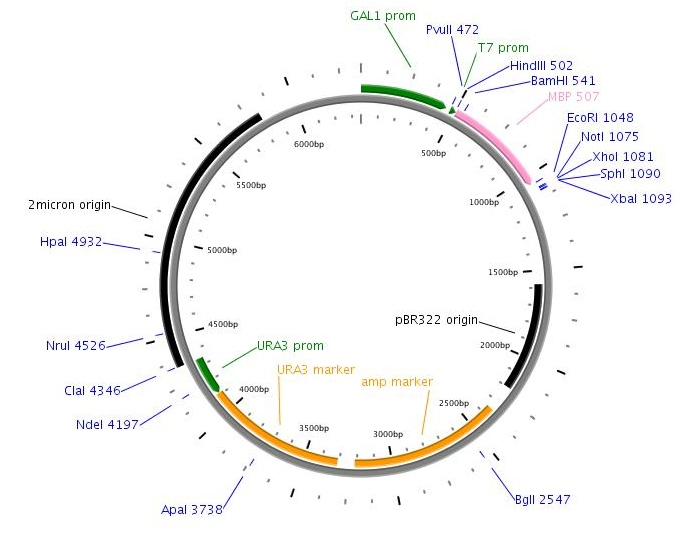 GAL1 prom
PvuII 472
T7 prom
HindIII 502
BamHI 541
MBP 507
EcoRI 1048
NotI 1075
XhoI 1081
SphI 1090
XbaI 1093
500bp
1000bp
1500bp
pBR322 origin
2000bp
2500bp
BglI 2547
amp marker
3000bp
3500bp
URA3 marker
ApaI 3738
4000bp
URA3 prom
NdeI 4197
ClaI 4346
4500bp
NruI 4526
HpaI 4932
5000bp
2micron origin
5500bp
6000bp